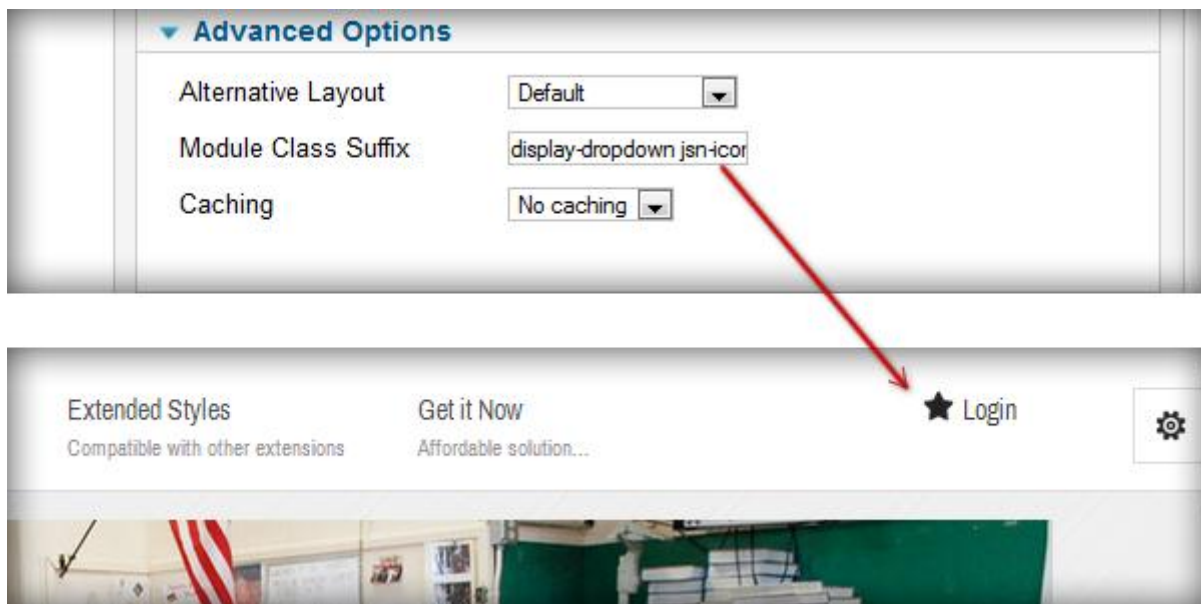 Advanced Options
Alternative Layout Default
Module Class Suffix display-dropdown jsn-icon
Caching No caching
Extended Styles Get it Now Login
Compatible with other extensions Affordable solution...